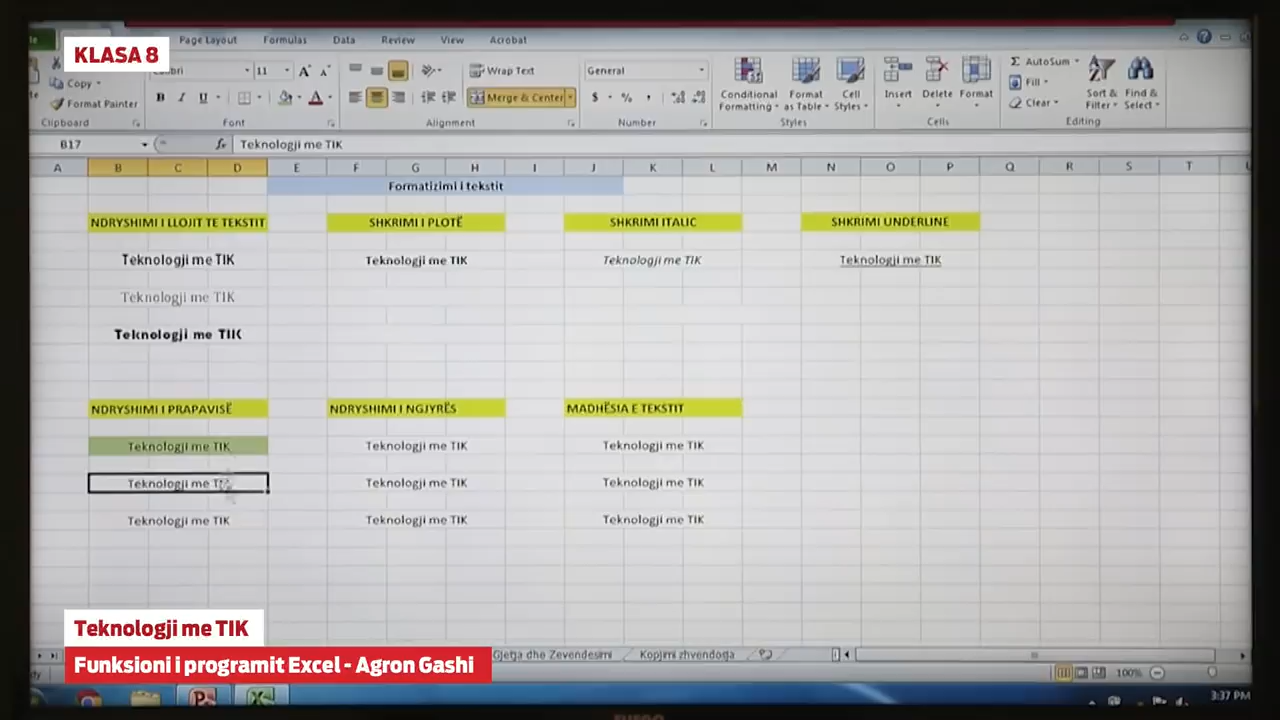 KLASA 8
Page Layout Formulas Data Review View Acrobat
11 Wrap Text General AutoSum
Copy Fill
Format Painter B I U Merge & Center $ % , Conditional Formatting Format as Table Cell Styles Insert Delete Format Clear Sort & Filter Find & Select
Clipboard Font Alignment Number Styles Cells Editing
B17 fx Teknologji me TIK
A B C D E F G H I J K L M N O P Q R S T
Formatizimi i tekstit
NDRYSHIMI I LLOJIT TE TEKSTIT SHKRIMI I PLOTË SHKRIMI ITALIC SHKRIMI UNDERLINE
Teknologji me TIK Teknologji me TIK Teknologji me TIK Teknologji me TIK
Teknologji me TIK
Teknologji me TIK
NDRYSHIMI I PRAPAVISË NDRYSHIMI I NGJYRËS MADHËSIA E TEKSTIT
Teknologji me TIK Teknologji me TIK Teknologji me TIK
Teknologji me TIK Teknologji me TIK Teknologji me TIK
Teknologji me TIK Teknologji me TIK Teknologji me TIK
Teknologji me TIK
Gjetja dhe Zevendesimi Kopjimi zhvendosja
Funksioni i programit Excel - Agron Gashi
100%
3:37 PM